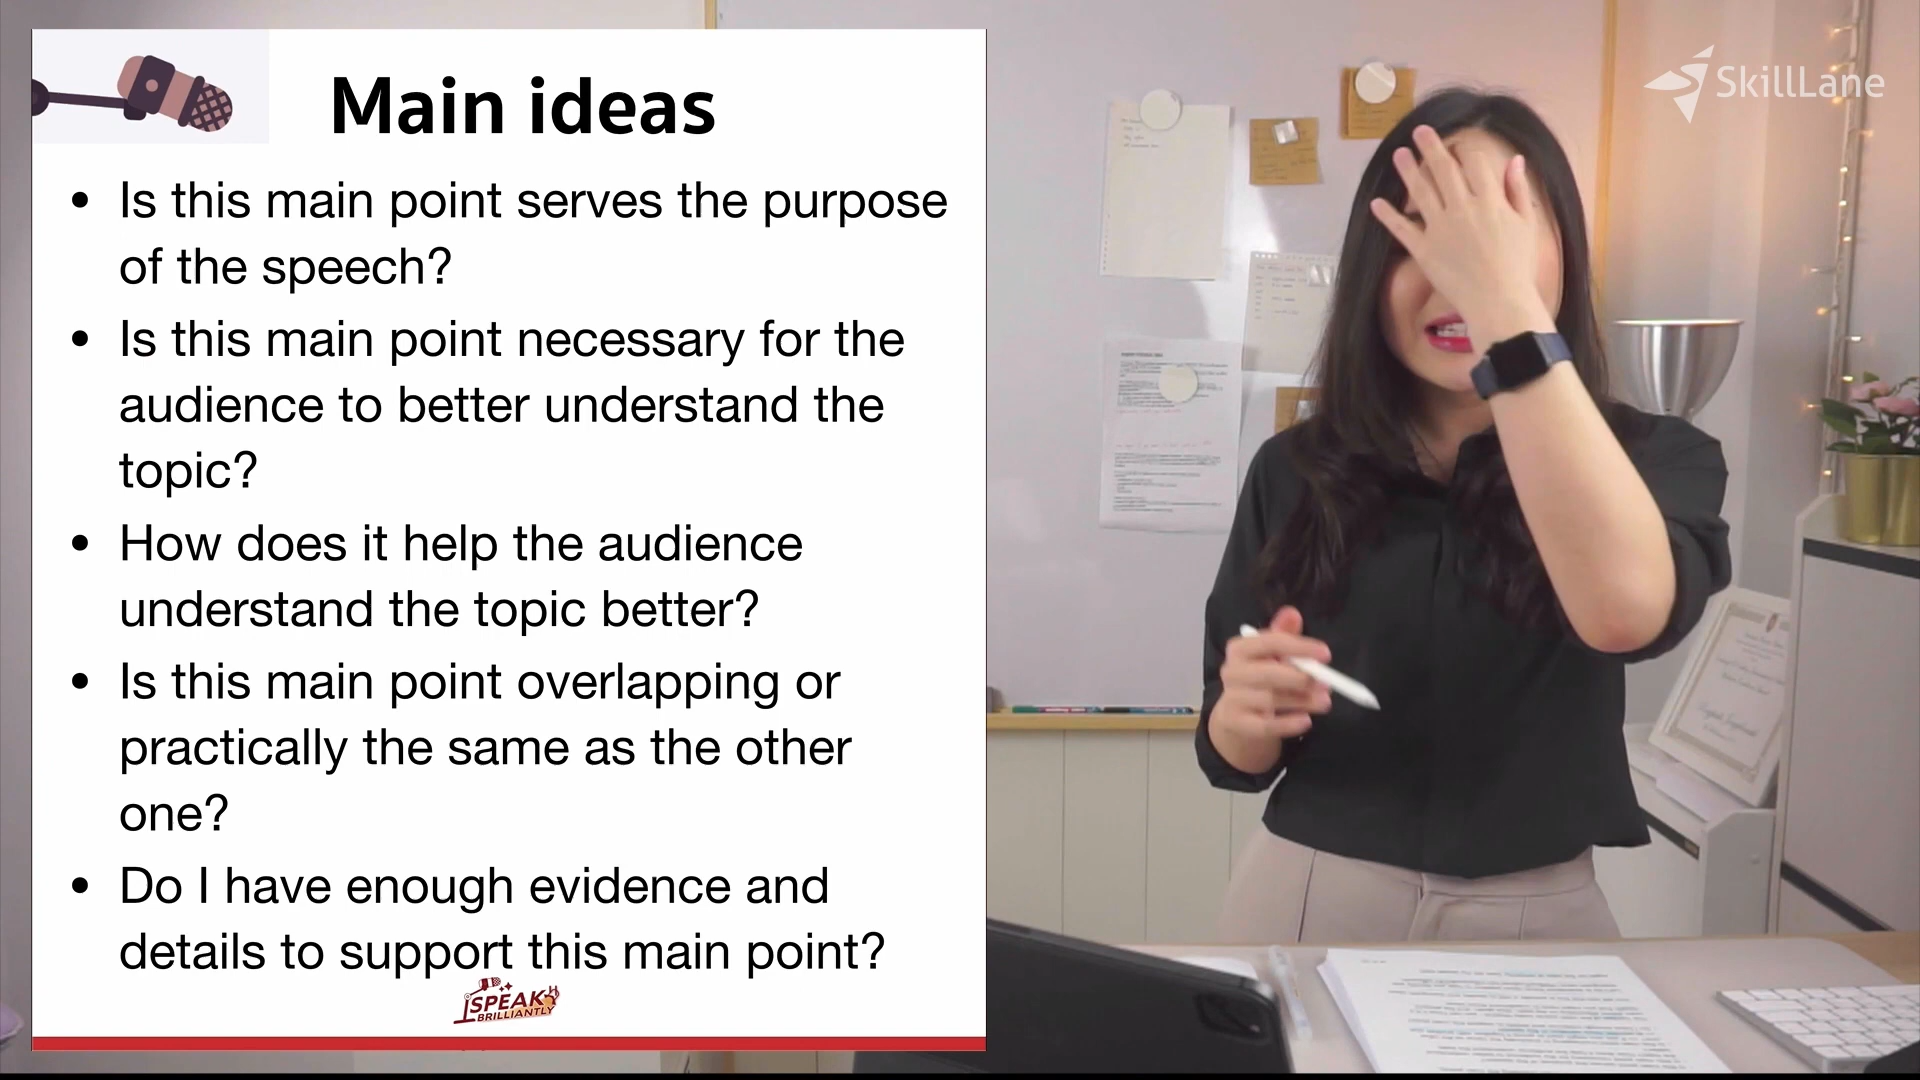 Main ideas
• Is this main point serves the purpose
of the speech?
• Is this main point necessary for the
audience to better understand the
topic?
• How does it help the audience
understand the topic better?
• Is this main point overlapping or
practically the same as the other
one?
• Do I have enough evidence and
details to support this main point?
SPEAK
BRILLIANTLY
SkillLane